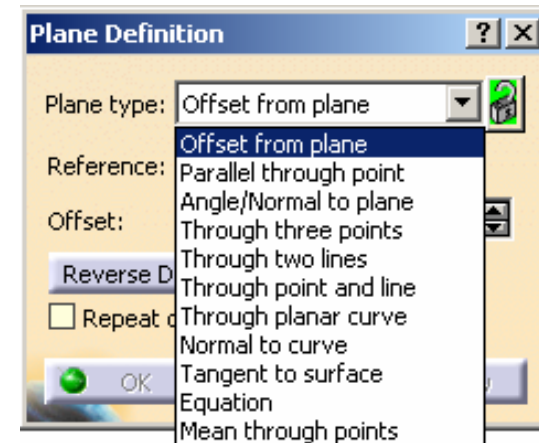 Plane Definition ? X
Plane type: Offset from plane
Offset from plane
Reference: Parallel through point
Angle/Normal to plane
Offset: Through three points
Through two lines
Reverse D Through point and line
Repeat Through planar curve
Normal to curve
OK Tangent to surface
Equation
Mean through points